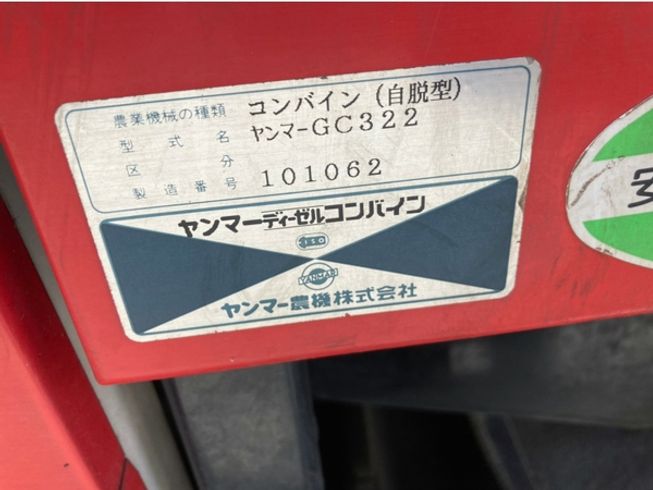 農業機械の種類 コンバイン（自脱型）
型式名 ヤンマーGC322
区分
製造番号 101062
ヤンマーディーゼルコンバイン
YANMAR
ヤンマー農機株式会社